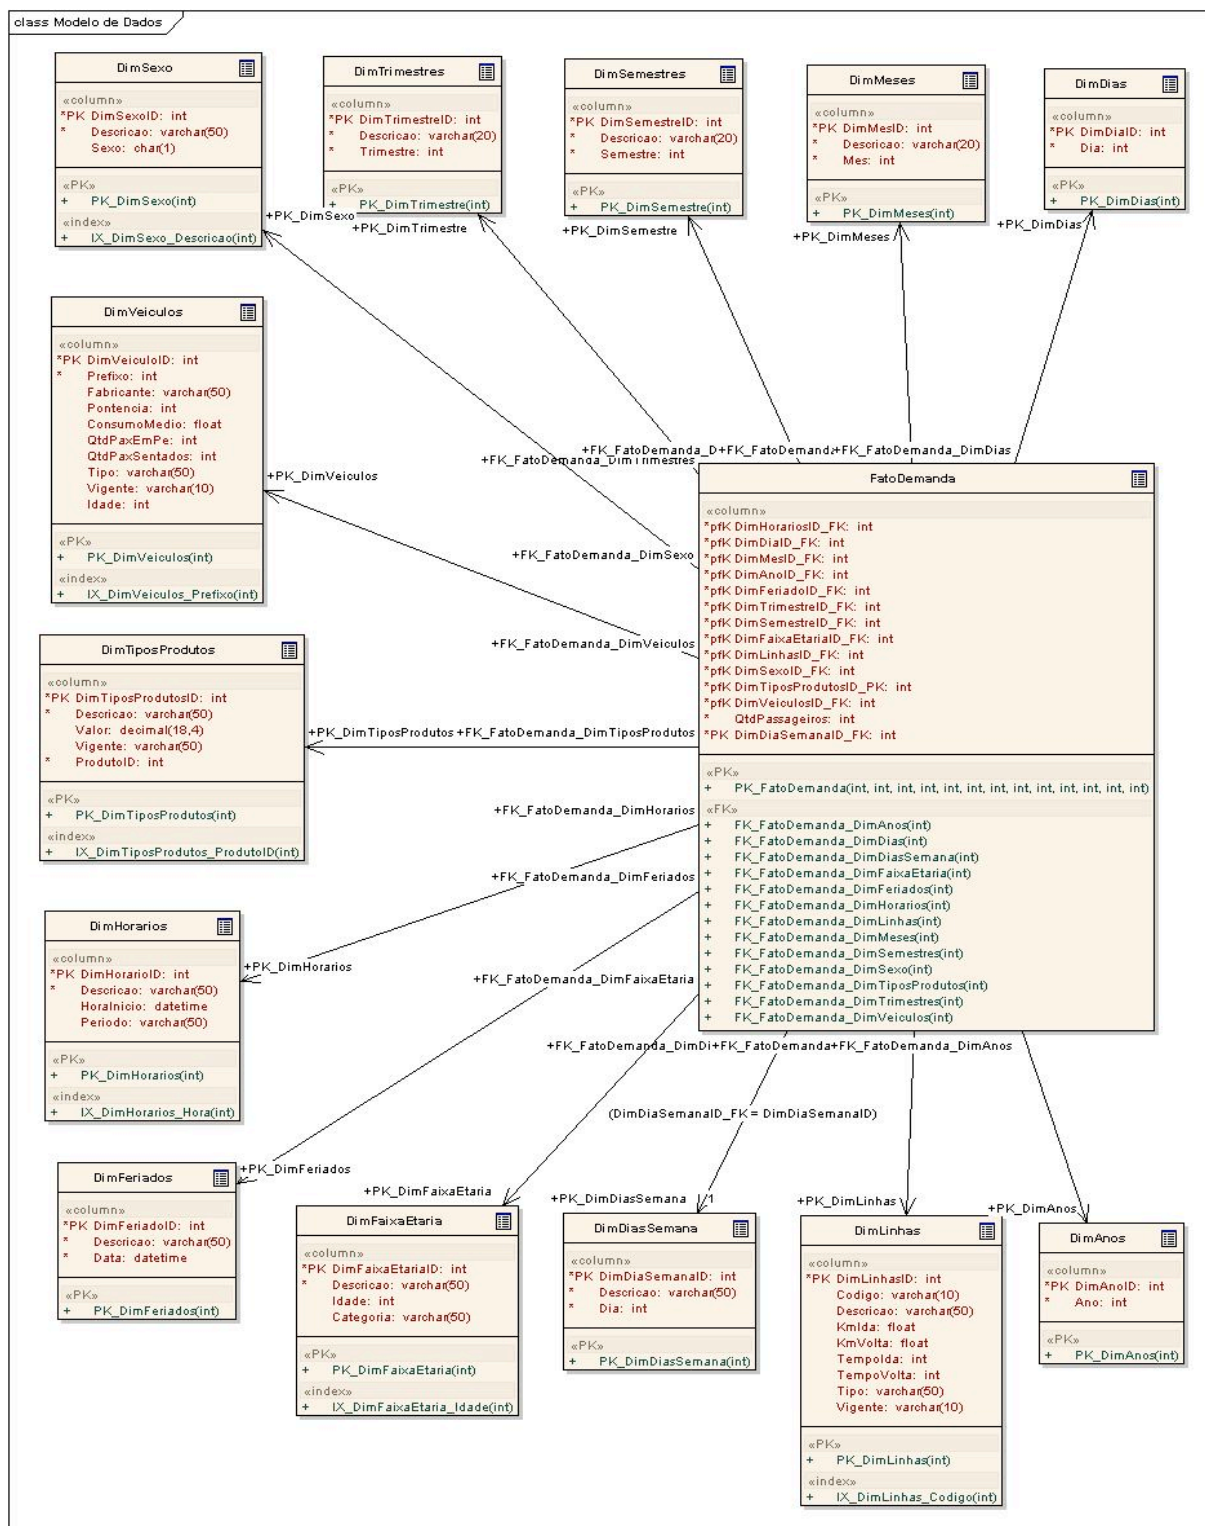 class Modelo de Dados
DimSexo
«column»
*PK DimSexoID: int
* Descricao: varchar(50)
Sexo: char(1)
«PK»
+ PK_DimSexo(int)
«index»
+ IX_DimSexo_Descricao(int)
DimTrimestres
«column»
*PK DimTrimestreID: int
* Descricao: varchar(20)
* Trimestre: int
«PK»
+ PK_DimTrimestre(int)
DimSemestres
«column»
*PK DimSemestreID: int
* Descricao: varchar(20)
* Semestre: int
«PK»
+ PK_DimSemestre(int)
DimMeses
«column»
*PK DimMesID: int
* Descricao: varchar(20)
* Mes: int
«PK»
+ PK_DimMeses(int)
DimDias
«column»
*PK DimDiaID: int
* Dia: int
«PK»
+ PK_DimDias(int)
+PK_DimSexo
+PK_DimTrimestre
+PK_DimSemestre
+PK_DimMeses
+PK_DimDias
DimVeiculos
«column»
*PK DimVeiculoID: int
* Prefixo: int
Fabricante: varchar(50)
Pontencia: int
ConsumoMedio: float
QtdPaxEmPe: int
QtdPaxSentados: int
Tipo: varchar(50)
Vigente: varchar(10)
Idade: int
«PK»
+ PK_DimVeiculos(int)
«index»
+ IX_DimVeiculos_Prefixo(int)
+PK_DimVeiculos
+FK_FatoDemanda_D+FK_FatoDemanda+FK_FatoDemanda_DimDias
+FK_FatoDemanda_DimTrimestres
+FK_FatoDemanda_DimSexo
+FK_FatoDemanda_DimVeiculos
FatoDemanda
«column»
*pfK DimHorariosID_FK: int
*pfK DimDiaID_FK: int
*pfK DimMesID_FK: int
*pfK DimAnoID_FK: int
*pfK DimFeriadoID_FK: int
*pfK DimTrimestreID_FK: int
*pfK DimSemestreID_FK: int
*pfK DimFaixaEtariaID_FK: int
*pfK DimLinhasID_FK: int
*pfK DimSexoID_FK: int
*pfK DimTiposProdutosID_PK: int
*pfK DimVeiculosID_FK: int
* QtdPassageiros: int
*PK DimDiaSemanaID_FK: int
«PK»
+ PK_FatoDemanda(int, int, int, int, int, int, int, int, int, int, int, int, int)
«FK»
+ FK_FatoDemanda_DimAnos(int)
+ FK_FatoDemanda_DimDias(int)
+ FK_FatoDemanda_DimDiasSemana(int)
+ FK_FatoDemanda_DimFaixaEtaria(int)
+ FK_FatoDemanda_DimFeriados(int)
+ FK_FatoDemanda_DimHorarios(int)
+ FK_FatoDemanda_DimLinhas(int)
+ FK_FatoDemanda_DimMeses(int)
+ FK_FatoDemanda_DimSemestres(int)
+ FK_FatoDemanda_DimSexo(int)
+ FK_FatoDemanda_DimTiposProdutos(int)
+ FK_FatoDemanda_DimTrimestres(int)
+ FK_FatoDemanda_DimVeiculos(int)
DimTiposProdutos
«column»
*PK DimTiposProdutosID: int
* Descricao: varchar(50)
Valor: decimal(18,4)
Vigente: varchar(50)
* ProdutoID: int
«PK»
+ PK_DimTiposProdutos(int)
«index»
+ IX_DimTiposProdutos_ProdutoID(int)
+PK_DimTiposProdutos +FK_FatoDemanda_DimTiposProdutos
+FK_FatoDemanda_DimHorarios
+FK_FatoDemanda_DimFeriados
+FK_FatoDemanda_DimFaixaEtaria
DimHorarios
«column»
*PK DimHorarioID: int
* Descricao: varchar(50)
HoraInicio: datetime
Periodo: varchar(50)
«PK»
+ PK_DimHorarios(int)
«index»
+ IX_DimHorarios_Hora(int)
+PK_DimHorarios
+FK_FatoDemanda_DimDi+FK_FatoDemanda+FK_FatoDemanda_DimAnos
(DimDiaSemanaID_FK = DimDiaSemanaID)
DimFeriados
«column»
*PK DimFeriadoID: int
* Descricao: varchar(50)
* Data: datetime
«PK»
+ PK_DimFeriados(int)
+PK_DimFeriados
+PK_DimFaixaEtaria
+PK_DimDiasSemana
1
+PK_DimLinhas
+PK_DimAnos
DimFaixaEtaria
«column»
*PK DimFaixaEtariaID: int
* Descricao: varchar(50)
Idade: int
Categoria: varchar(50)
«PK»
+ PK_DimFaixaEtaria(int)
«index»
+ IX_DimFaixaEtaria_Idade(int)
DimDiasSemana
«column»
*PK DimDiaSemanaID: int
* Descricao: varchar(50)
* Dia: int
«PK»
+ PK_DimDiasSemana(int)
DimLinhas
«column»
*PK DimLinhasID: int
Codigo: varchar(10)
Descricao: varchar(50)
KmIda: float
KmVolta: float
TempoIda: int
TempoVolta: int
Tipo: varchar(50)
Vigente: varchar(10)
«PK»
+ PK_DimLinhas(int)
«index»
+ IX_DimLinhas_Codigo(int)
DimAnos
«column»
*PK DimAnoID: int
* Ano: int
«PK»
+ PK_DimAnos(int)